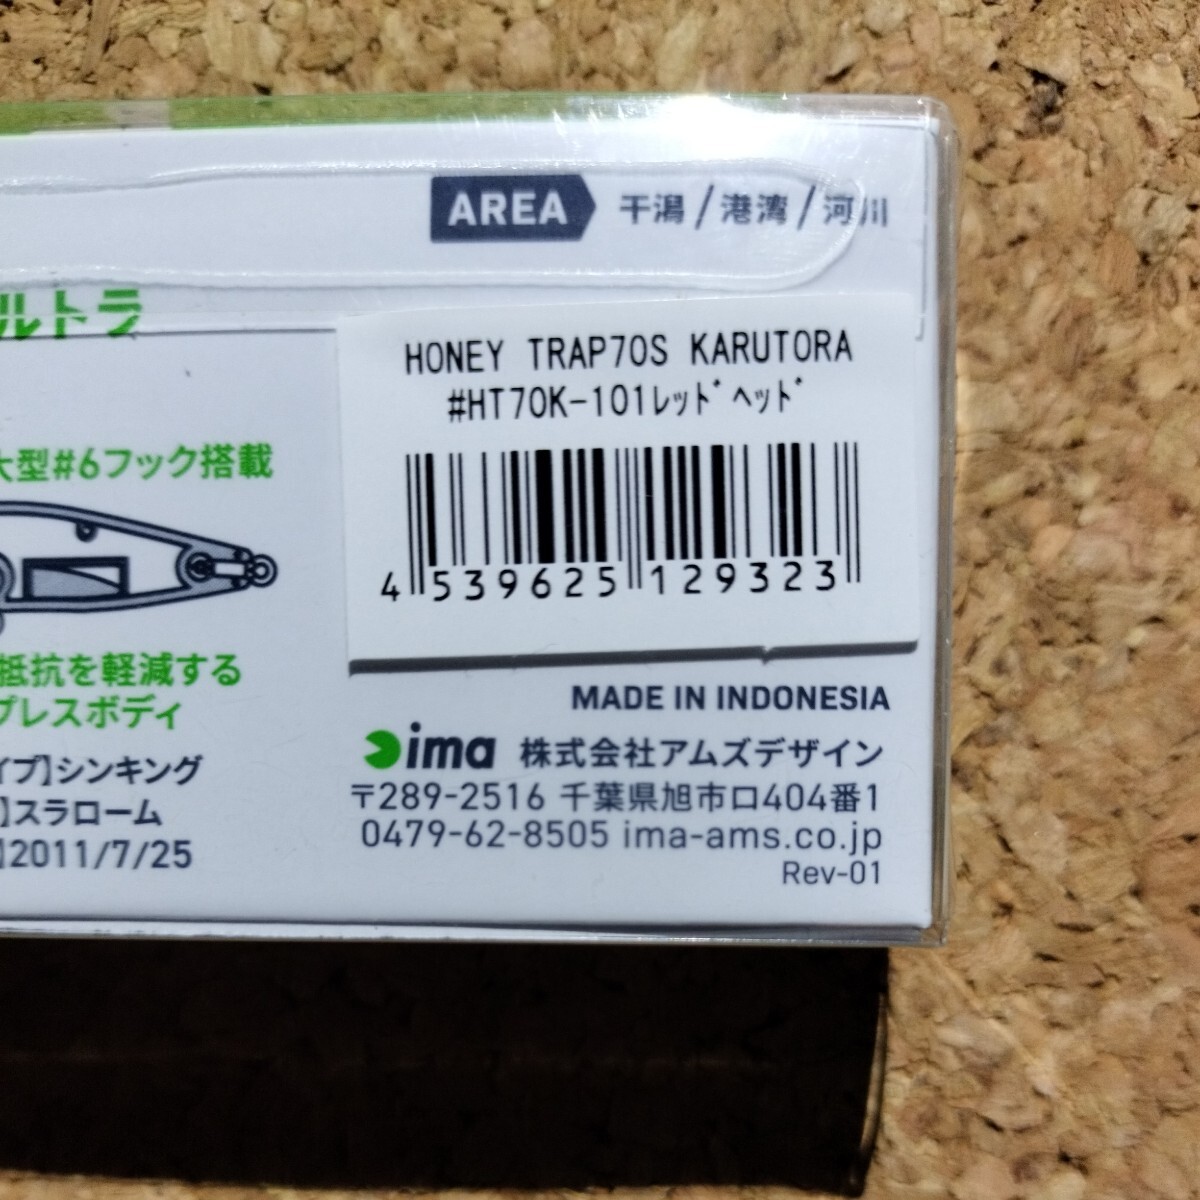 AREA 干潟/港湾/河川
ルトラ
HONEY TRAP70S KARUTORA
#HT70K-101ﾚｯﾄﾞﾍｯﾄﾞ
大型#6フック搭載
4 539625 129323
抵抗を軽減する
プレスボディ
MADE IN INDONESIA
イプ】シンキング
ima 株式会社アムズデザイン
】スラローム
〒289-2516 千葉県旭市ロ404番1
】2011/7/25
0479-62-8505 ima-ams.co.jp
Rev-01